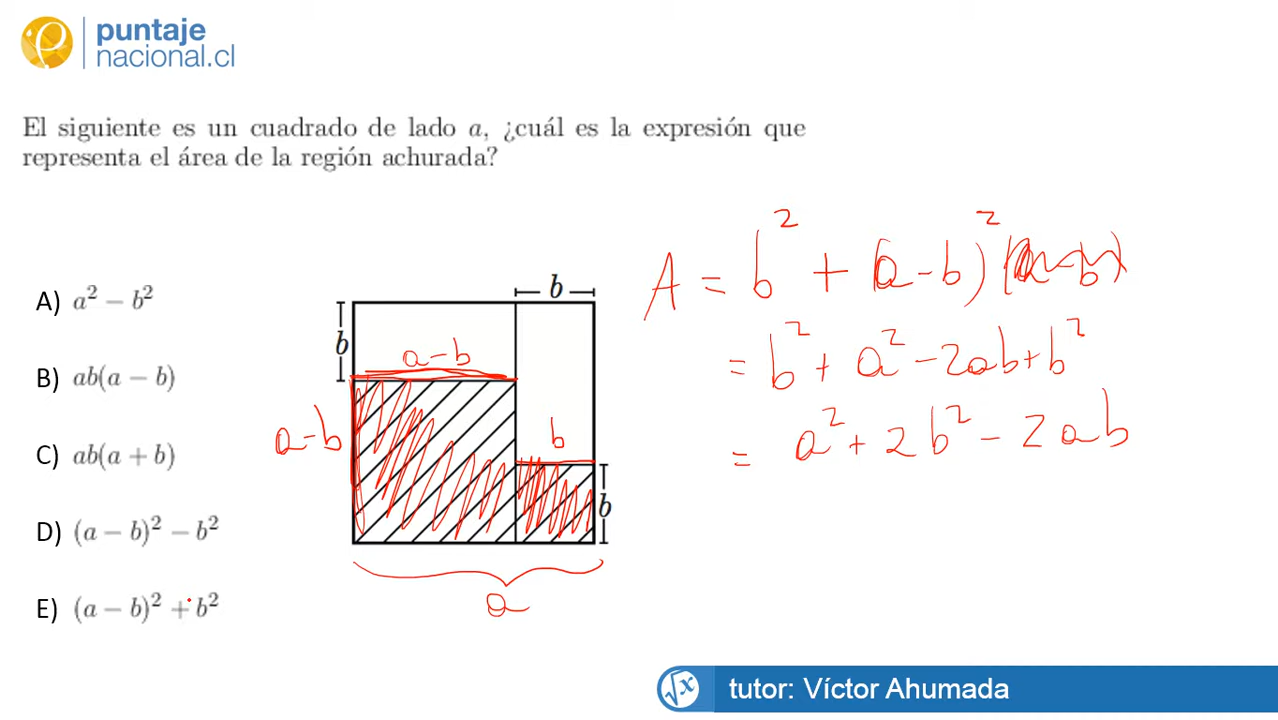 puntaje
nacional.cl
El siguiente es un cuadrado de lado a, ¿cuál es la expresión que
representa el área de la región achurada?
A) a² − b²
B) ab(a − b)
C) ab(a + b)
D) (a − b)² − b²
E) (a − b)² + b²
b
b
a-b
a-b
b
b
a
A = b² + (a-b)²
= b² + a² - 2ab + b²
= a² + 2b² - 2ab
√x
tutor: Víctor Ahumada